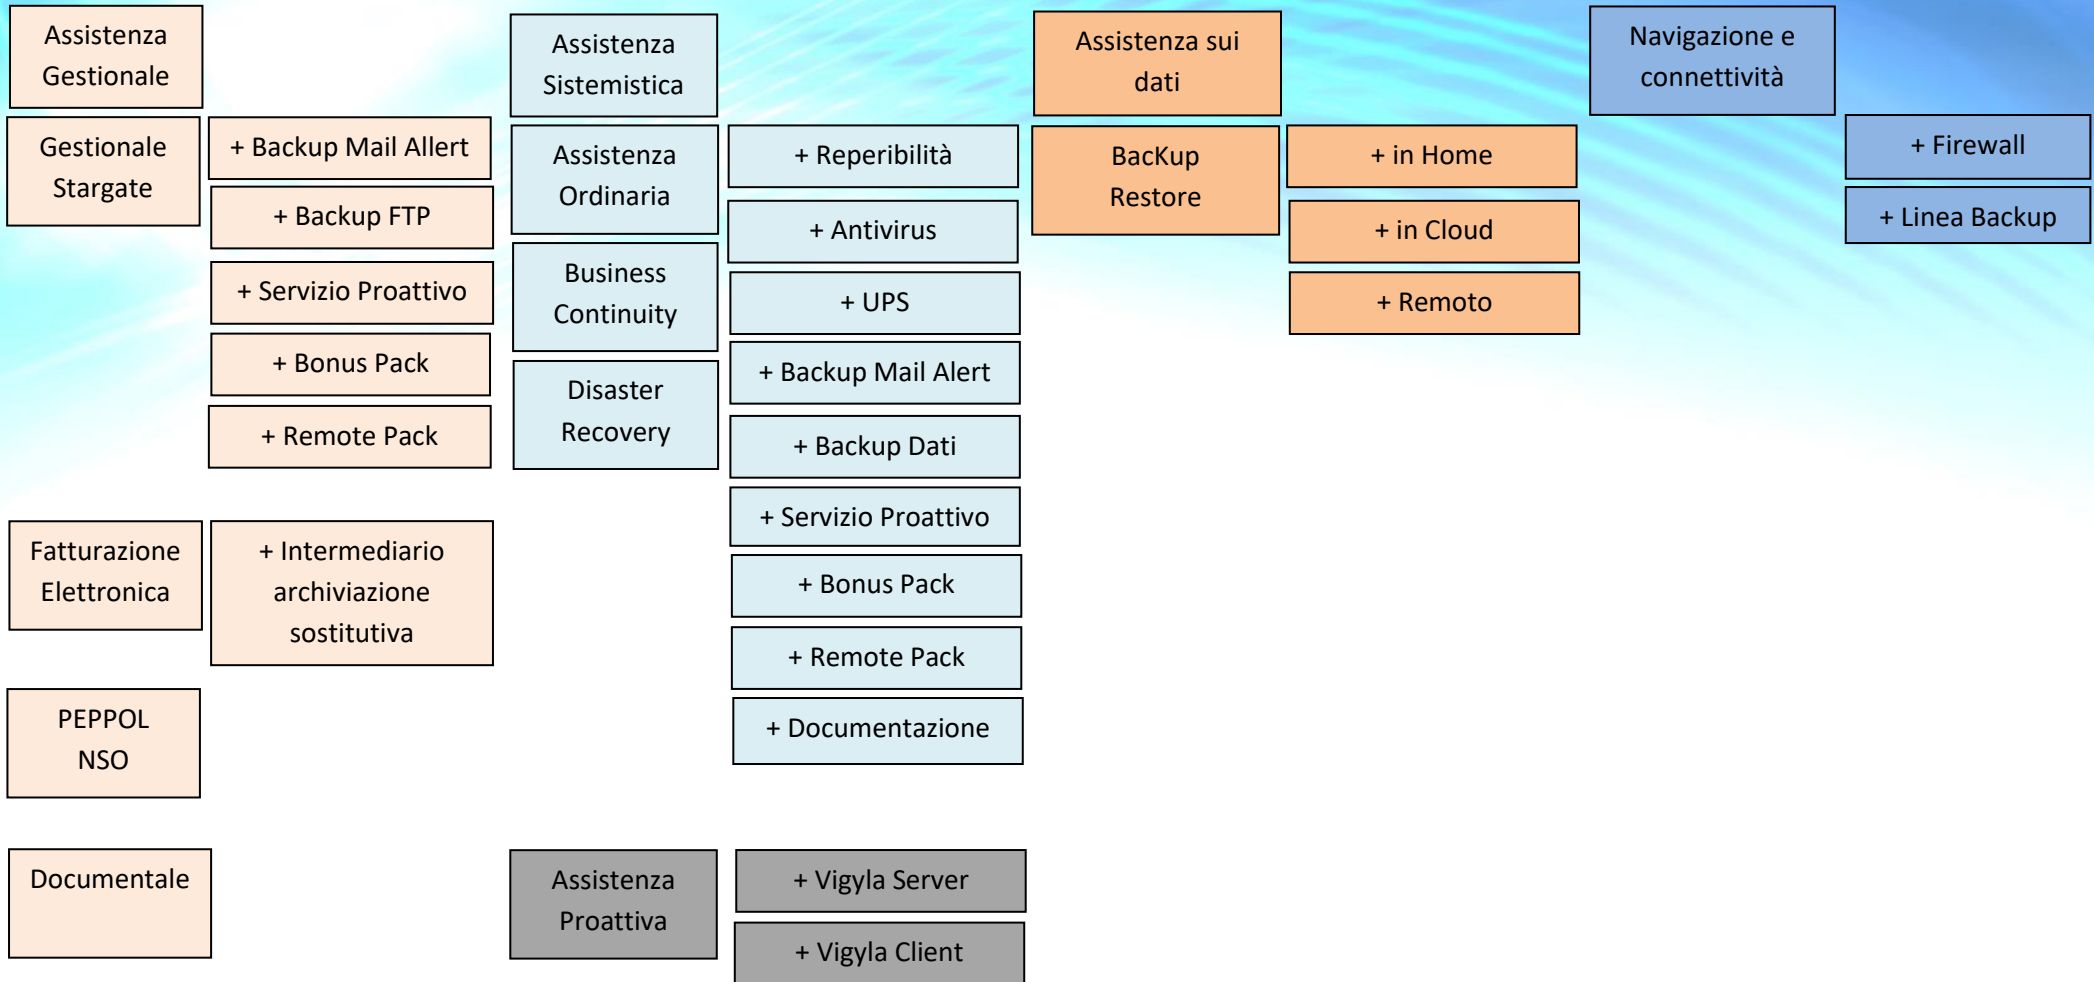 Assistenza
Gestionale
Gestionale
Stargate
+ Backup Mail Allert
+ Backup FTP
+ Servizio Proattivo
+ Bonus Pack
+ Remote Pack
Fatturazione
Elettronica
+ Intermediario
archiviazione
sostitutiva
PEPPOL
NSO
Documentale
Assistenza
Sistemistica
Assistenza
Ordinaria
Business
Continuity
Disaster
Recovery
+ Reperibilità
+ Antivirus
+ UPS
+ Backup Mail Alert
+ Backup Dati
+ Servizio Proattivo
+ Bonus Pack
+ Remote Pack
+ Documentazione
Assistenza
Proattiva
+ Vigyla Server
+ Vigyla Client
Assistenza sui
dati
BacKup
Restore
+ in Home
+ in Cloud
+ Remoto
Navigazione e
connettività
+ Firewall
+ Linea Backup